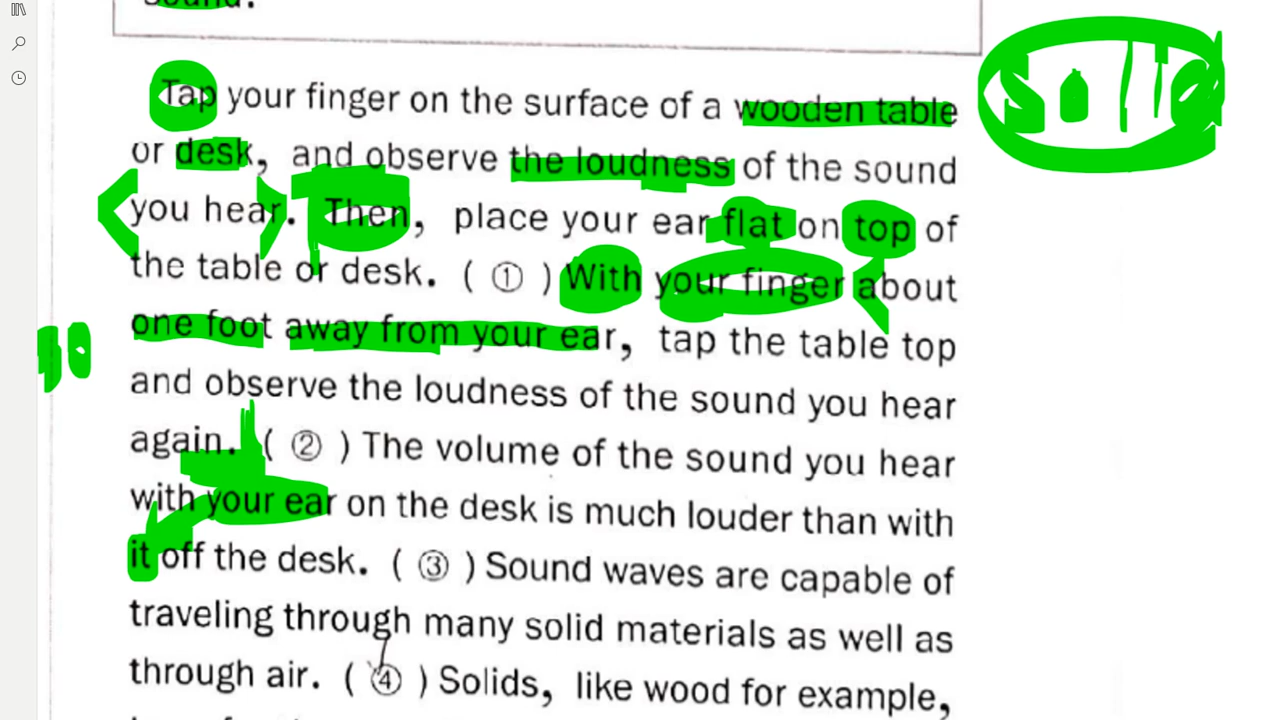 sound.
Tap your finger on the surface of a wooden table
or desk, and observe the loudness of the sound
you hear. Then, place your ear flat on top of
the table or desk. ( ① ) With your finger about
one foot away from your ear, tap the table top
and observe the loudness of the sound you hear
again. ( ② ) The volume of the sound you hear
with your ear on the desk is much louder than with
it off the desk. ( ③ ) Sound waves are capable of
traveling through many solid materials as well as
through air. ( ④ ) Solids, like wood for example,